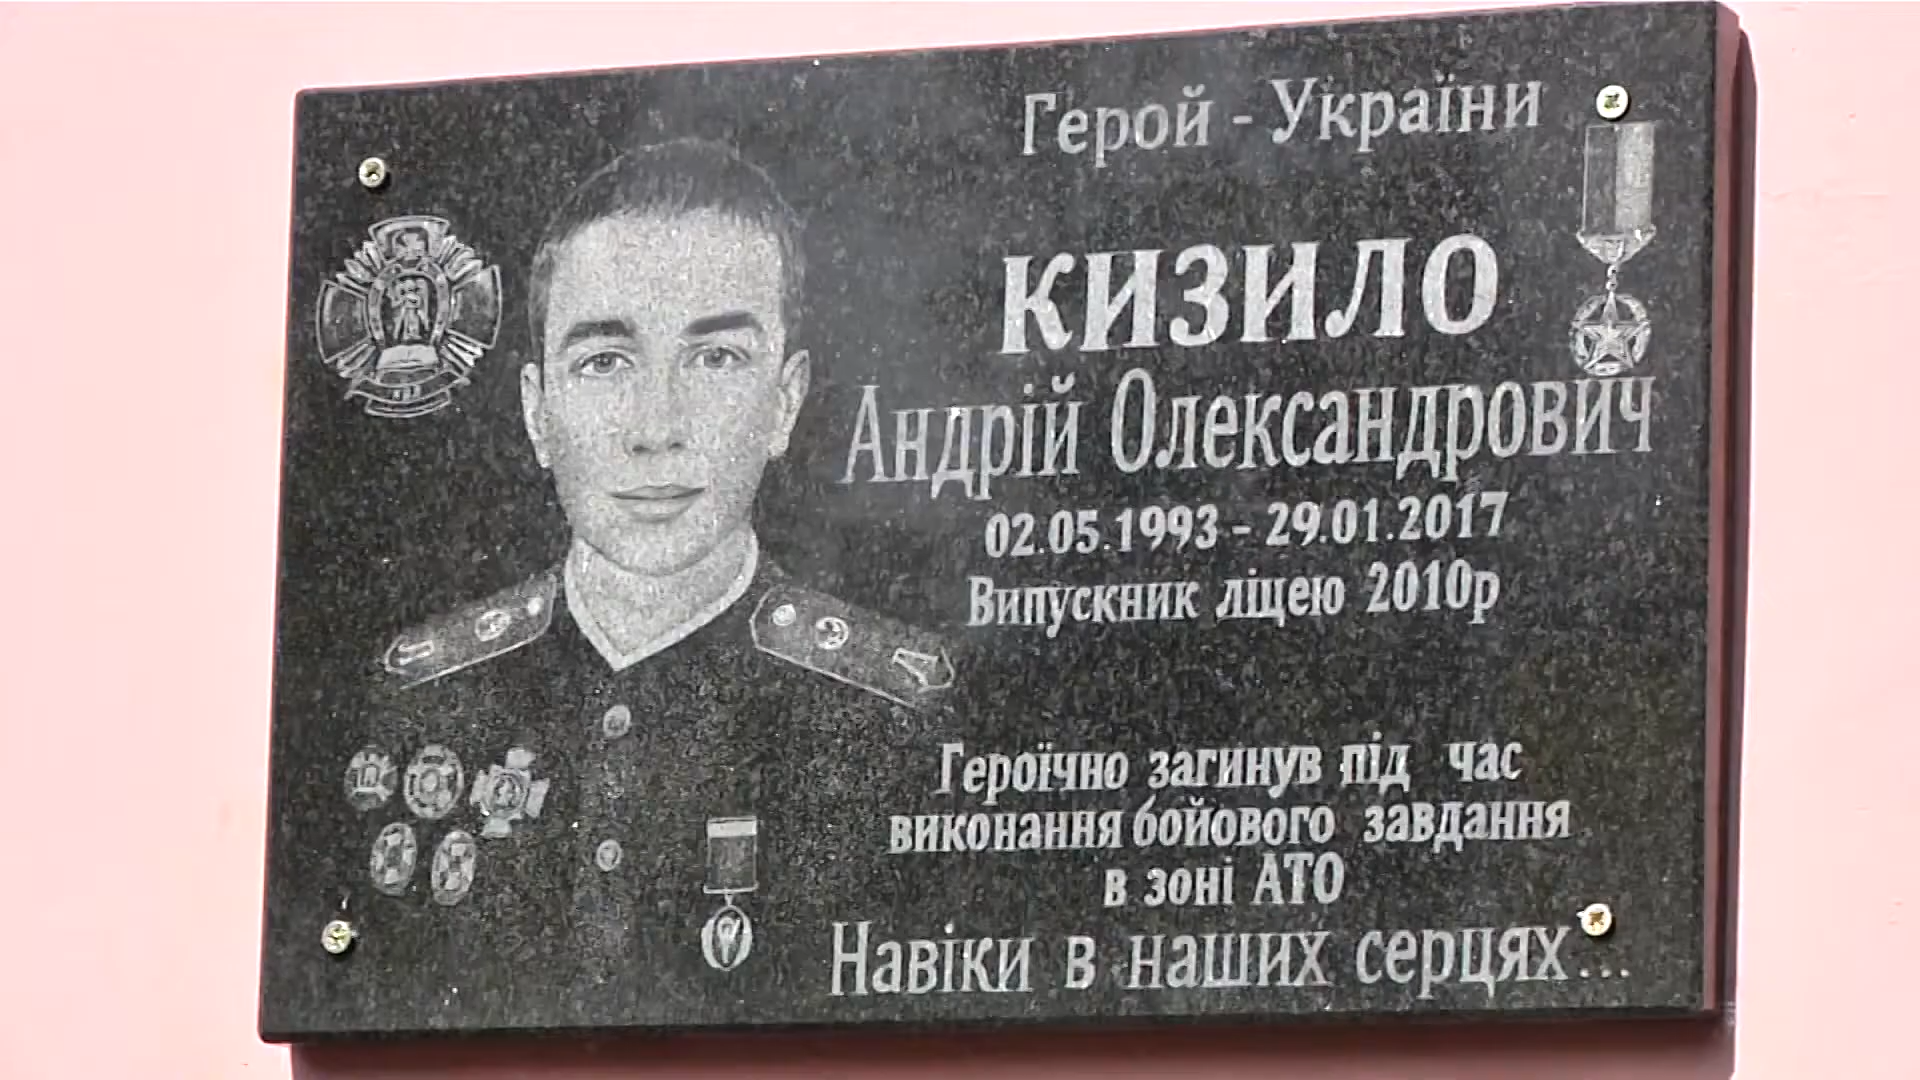 Герой - України
КИЗИЛО
Андрій Олександрович
02.05.1993 - 29.01.2017
Випускник ліцею 2010р
Героїчно загинув під час
виконання бойового завдання
в зоні АТО
Навіки в наших серцях...